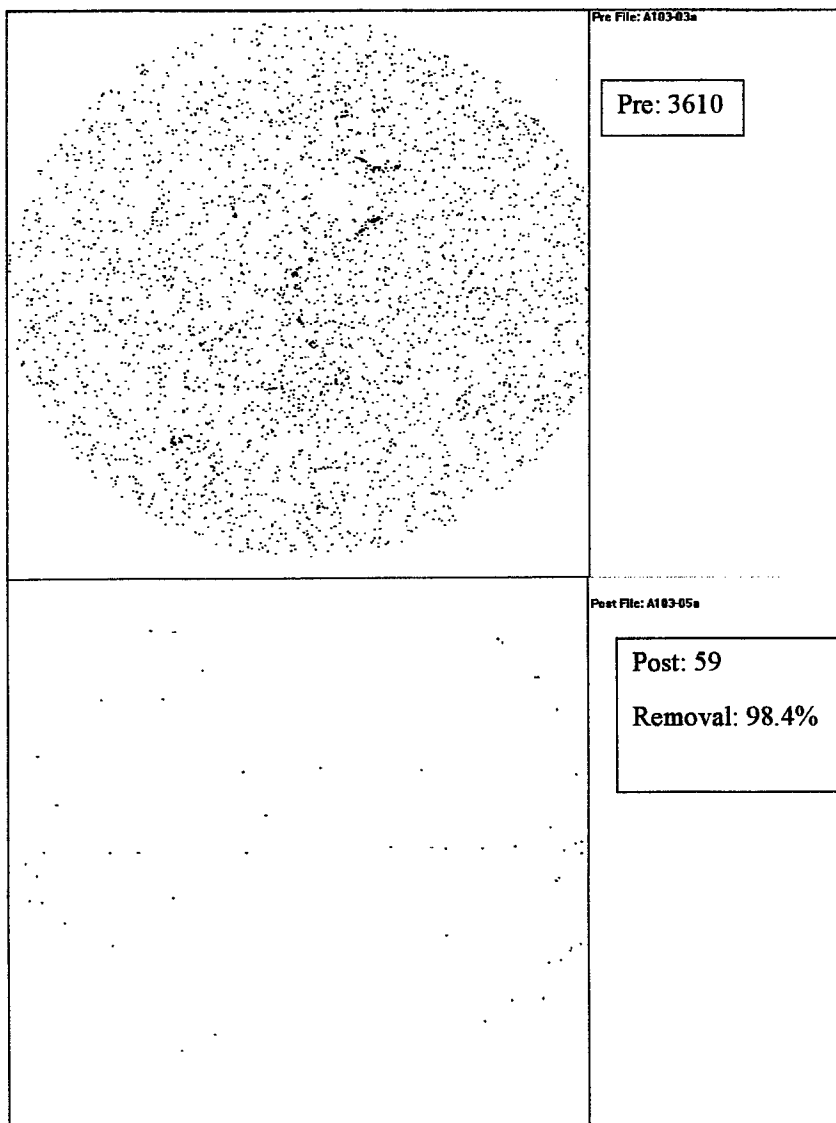 Pre File: A103-03a
Pre: 3610
Post File: A103-05a
Post: 59
Removal: 98.4%